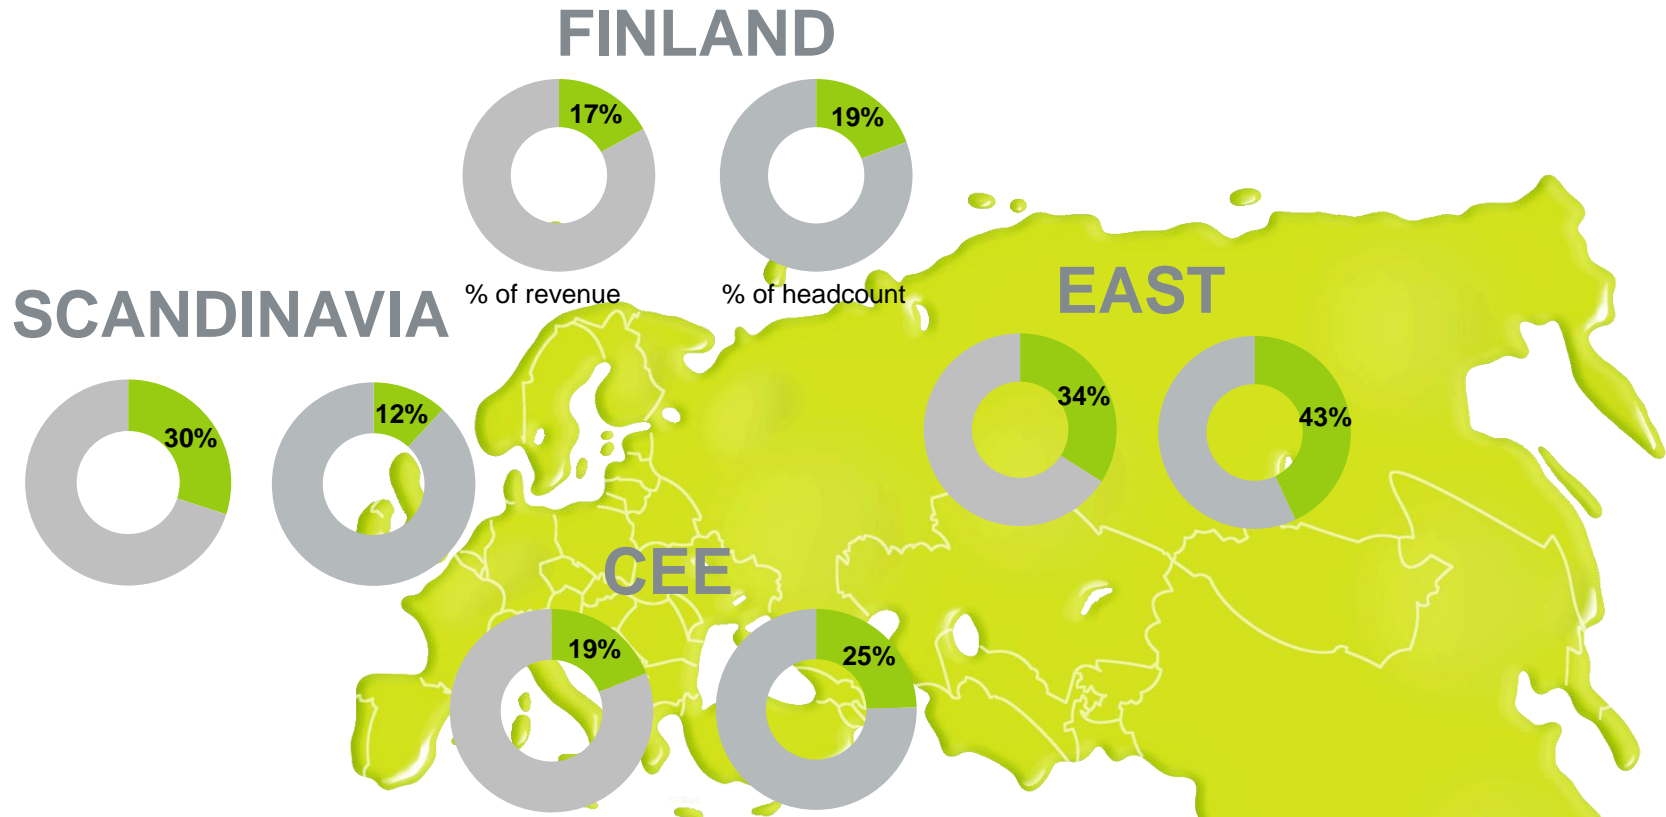 FINLAND
17%
19%
% of revenue
% of headcount
SCANDINAVIA
30%
12%
EAST
34%
43%
CEE
19%
25%